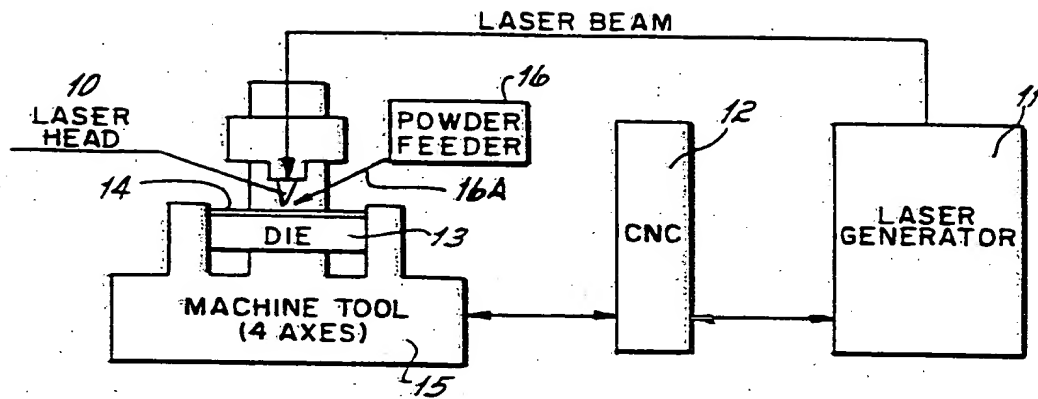 LASER BEAM
10
LASER
HEAD
16
POWDER
FEEDER
16A
12
11
14
DIE
13
CNC
LASER
GENERATOR
MACHINE TOOL
(4 AXES)
15